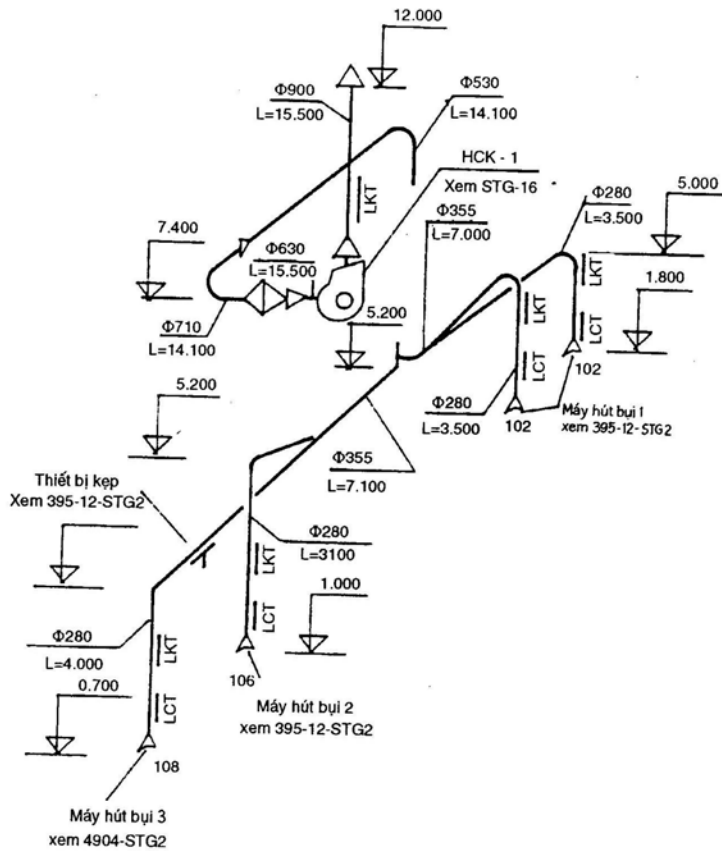 12.000
Φ900
L=15.500
Φ530
L=14.100
HCK - 1
Xem STG-16
LKT
Φ280
L=3.500
5.000
Φ355
L=7.000
7.400
Φ630
L=15.500
LKT
1.800
5.200
LKT
Φ710
L=14.100
LCT
LCT
102
5.200
Φ280
L=3.500
102
Máy hút bụi 1
xem 395-12-STG2
Φ355
L=7.100
Thiết bị kẹp
Xem 395-12-STG2
Φ280
L=3100
LKT
1.000
LCT
Φ280
L=4.000
LKT
0.700
LCT
106
Máy hút bụi 2
xem 395-12-STG2
108
Máy hút bụi 3
xem 4904-STG2